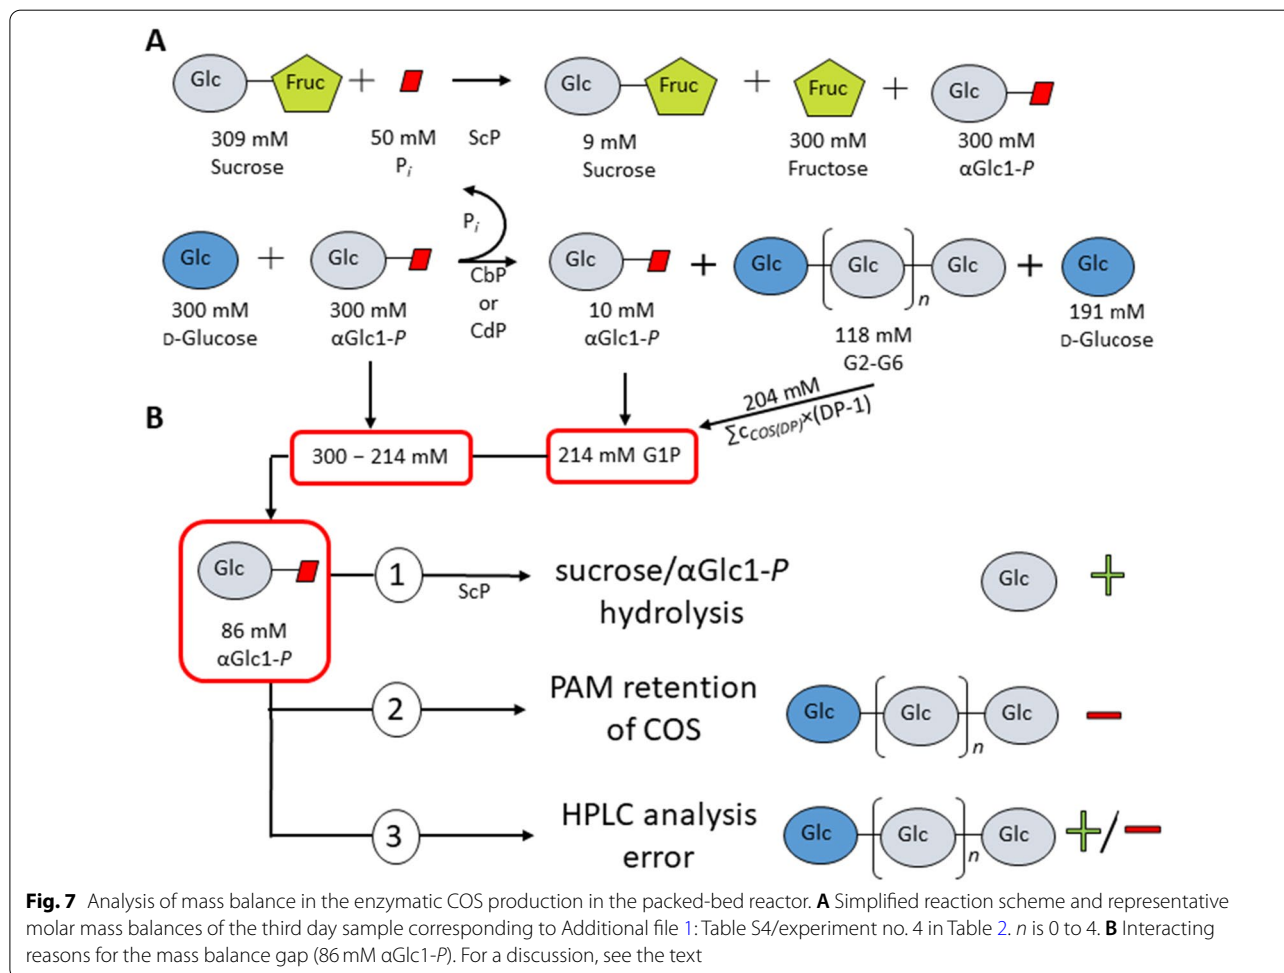 A
Glc Fruc + → Glc Fruc + Fruc + Glc
309 mM 50 mM ScP 9 mM 300 mM 300 mM
Sucrose Pi Sucrose Fructose αGlc1-P
Pi
Glc + Glc Glc + Glc Glc n Glc + Glc
CbP
or
CdP
300 mM 300 mM 10 mM 118 mM 191 mM
D-Glucose αGlc1-P αGlc1-P G2-G6 D-Glucose
204 mM
∑cCOS(DP)×(DP-1)
B
300 – 214 mM 214 mM G1P
Glc
86 mM
αGlc1-P
1 ScP sucrose/αGlc1-P
hydrolysis
Glc +
2 PAM retention
of COS
Glc Glc n Glc −
3 HPLC analysis
error
Glc Glc n Glc +/−
Fig. 7 Analysis of mass balance in the enzymatic COS production in the packed-bed reactor. A Simplified reaction scheme and representative
molar mass balances of the third day sample corresponding to Additional file 1: Table S4/experiment no. 4 in Table 2. n is 0 to 4. B Interacting
reasons for the mass balance gap (86 mM αGlc1-P). For a discussion, see the text